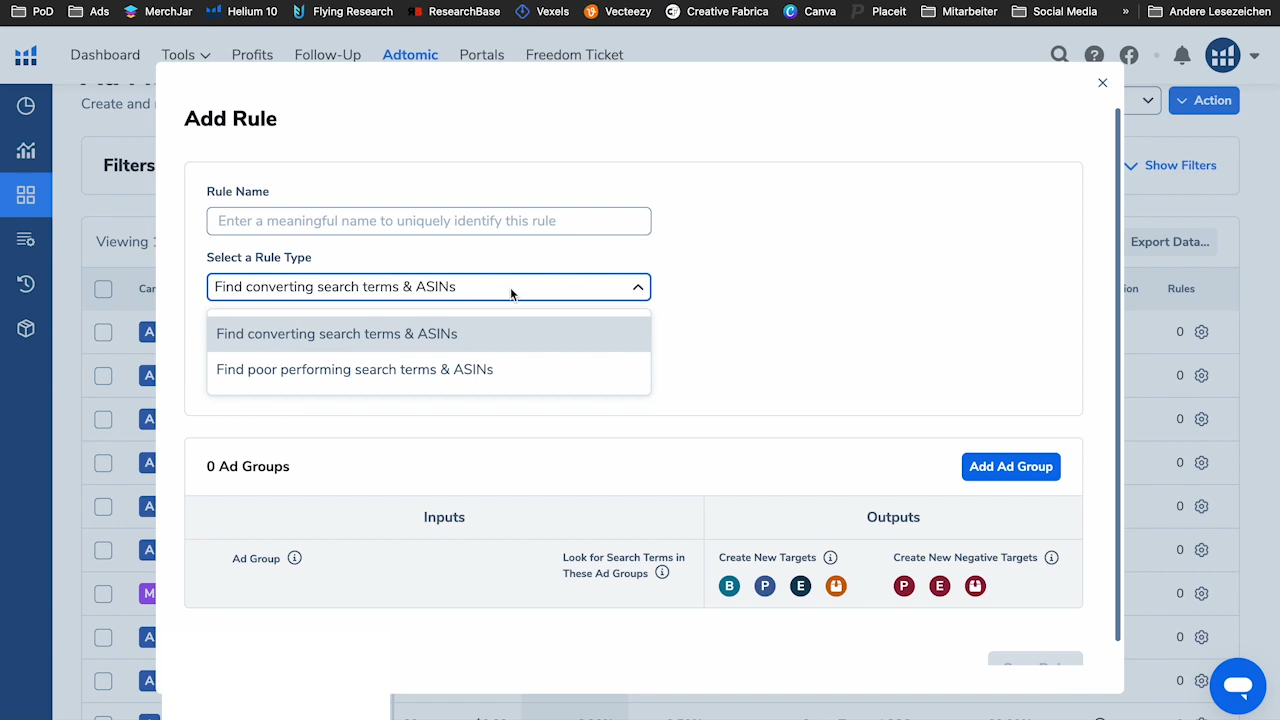 PoD Ads MerchJar Helium 10 Flying Research ResearchBase Vexels Vecteezy Creative Fabrica Canva Placeit Mitarbeiter Social Media » Andere Lesezeichen
Dashboard Tools Profits Follow-Up Adtomic Portals Freedom Ticket
Create and
Action
Add Rule
Filters
Show Filters
Rule Name
Enter a meaningful name to uniquely identify this rule
Viewing
Export Data...
Select a Rule Type
Find converting search terms & ASINs
Rules
Find converting search terms & ASINs
A
0
Find poor performing search terms & ASINs
A
0
A
0
0 Ad Groups
Add Ad Group
A
0
A
0
Inputs
Outputs
A
0
Ad Group
Look for Search Terms in
These Ad Groups
Create New Targets
Create New Negative Targets
B P E
P E
M
0
A
0
A
0